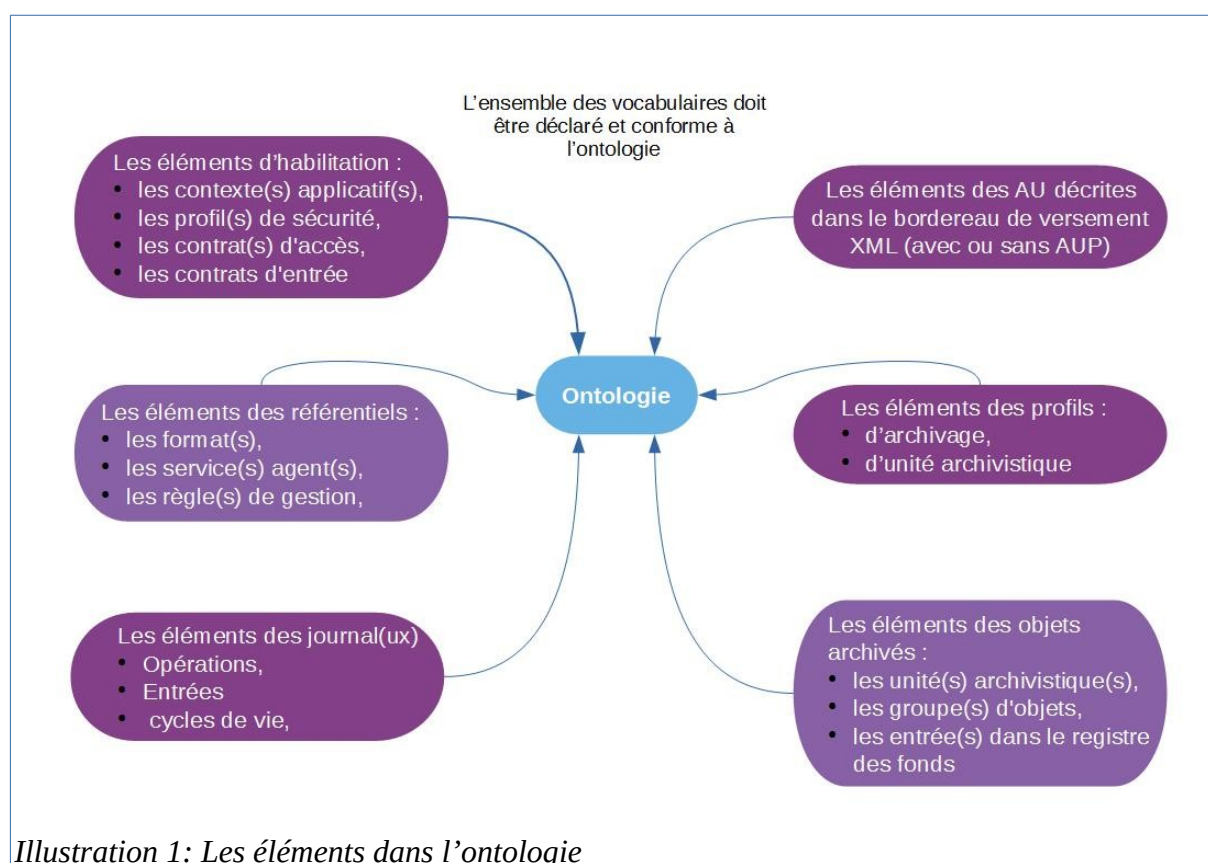 L'ensemble des vocabulaires doit
être déclaré et conforme à
l'ontologie
Les éléments d'habilitation :
• les contexte(s) applicatif(s),
• les profil(s) de sécurité,
• les contrat(s) d'accès,
• les contrats d'entrée
Les éléments des AU décrites
dans le bordereau de versement
XML (avec ou sans AUP)
Ontologie
Les éléments des référentiels :
• les format(s),
• les service(s) agent(s),
• les règle(s) de gestion,
Les éléments des profils :
• d'archivage,
• d'unité archivistique
Les éléments des journal(ux)
• Opérations,
• Entrées
• cycles de vie,
Les éléments des objets
archivés :
• les unité(s) archivistique(s),
• les groupe(s) d'objets,
• les entrée(s) dans le registre
des fonds
Illustration 1: Les éléments dans l'ontologie